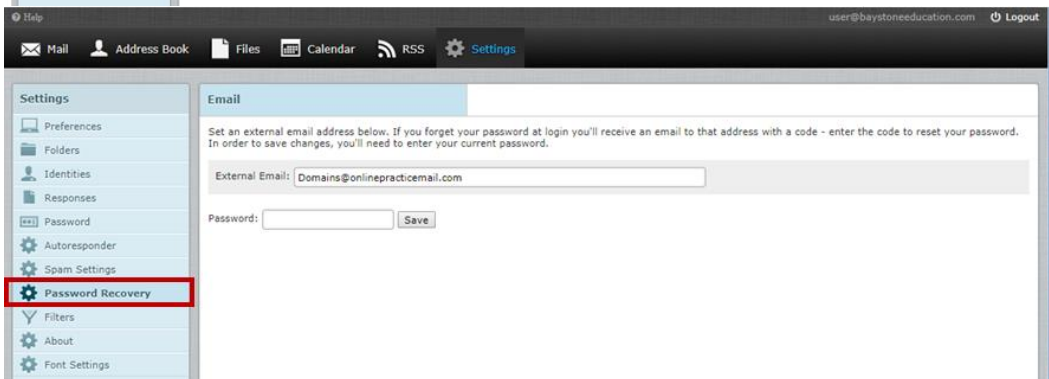 Help
user@baystoneeducation.com Logout
Mail Address Book Files Calendar RSS Settings
Settings
Preferences
Folders
Identities
Responses
Password
Autoresponder
Spam Settings
Password Recovery
Filters
About
Font Settings
Email
Set an external email address below. If you forget your password at login you'll receive an email to that address with a code - enter the code to reset your password.
In order to save changes, you'll need to enter your current password.
External Email: Domains@onlinepracticemail.com
Password: Save